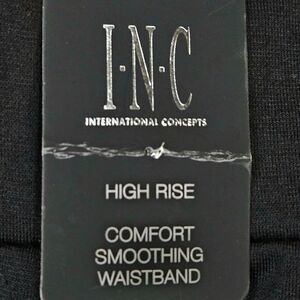 I·N·C
INTERNATIONAL CONCEPTS
HIGH RISE
COMFORT
SMOOTHING
WAISTBAND